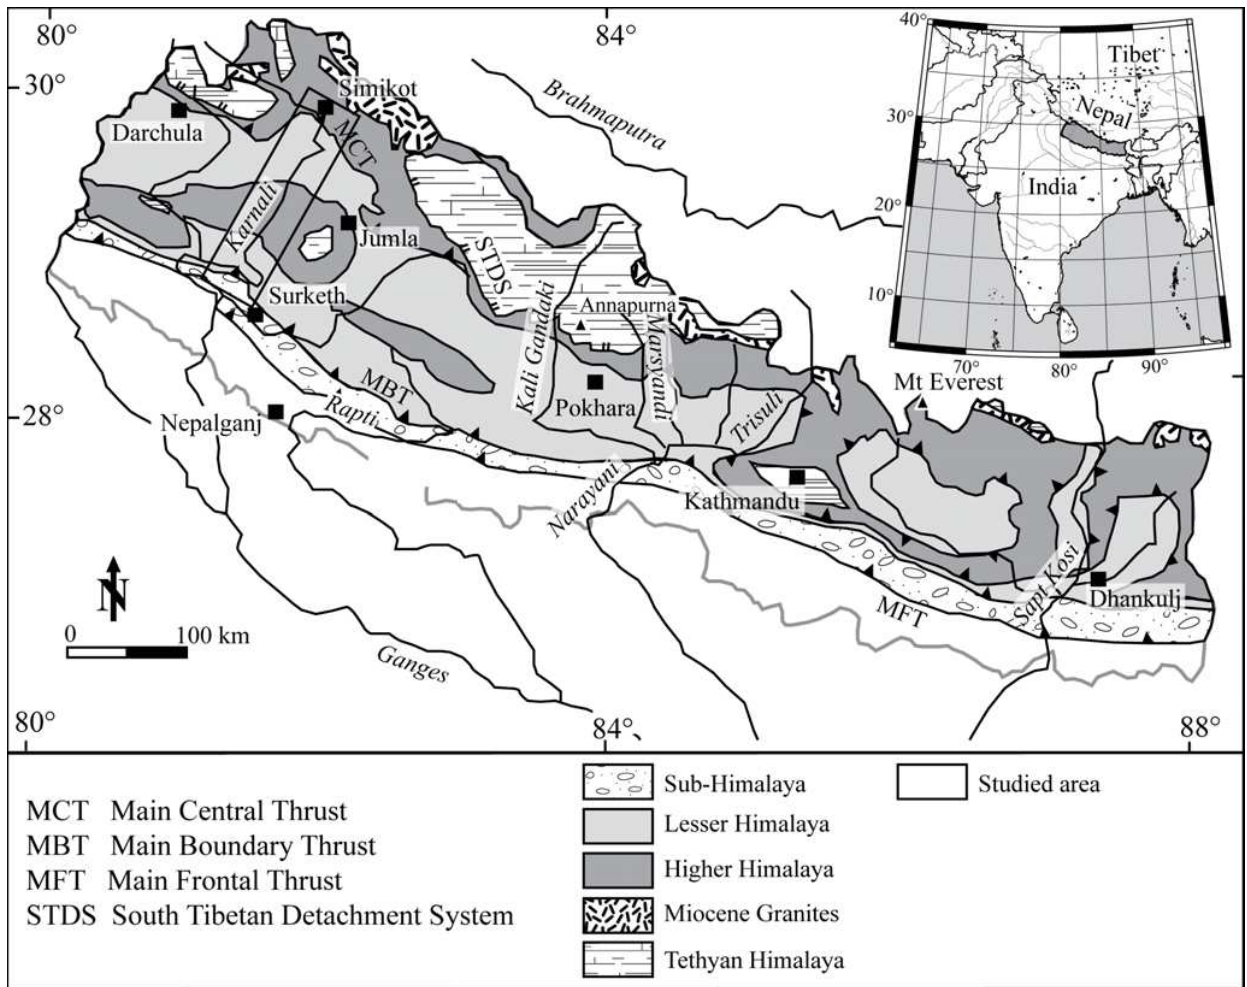 80°
84°
40°
30°
Simikot
Tibet
Brahmaputra
Nepal
Darchula
MCT
30°
India
Karnali
20°
Jumla
STDS
Surketh
10°
Annapurna
Kali Gandaki
Marsyandi
70°
80°
90°
Mt Everest
MBT
Pokhara
28°
Rapti
Trisuli
Nepalganj
Narayani
Kathmandu
Sapt Kosi
Dhankulj
N
MFT
0
100 km
Ganges
80°
84°
88°
MCT Main Central Thrust
MBT Main Boundary Thrust
MFT Main Frontal Thrust
STDS South Tibetan Detachment System
Sub-Himalaya
Lesser Himalaya
Higher Himalaya
Miocene Granites
Tethyan Himalaya
Studied area